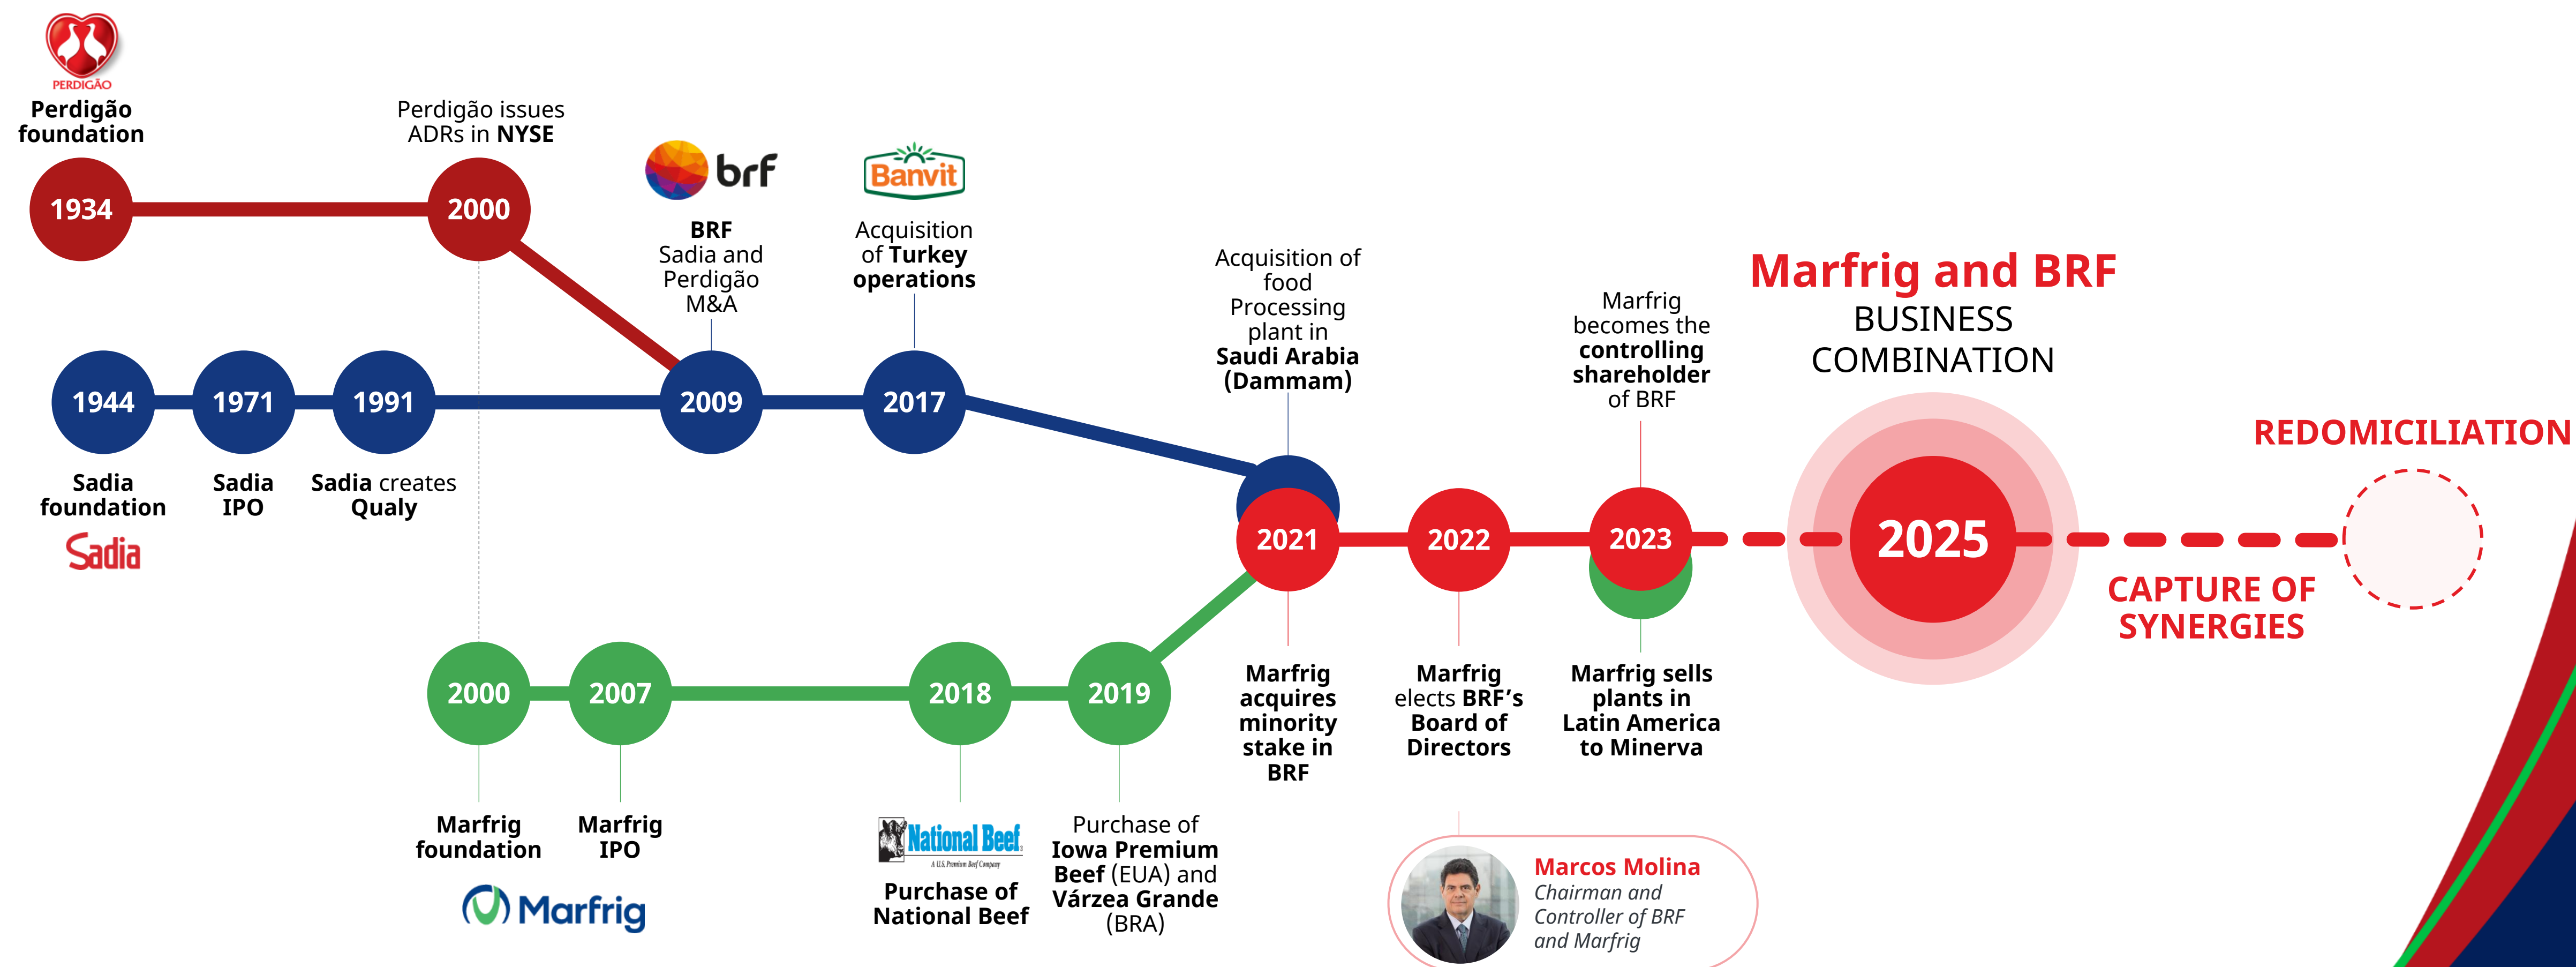 PERDIGÃO
Perdigão
foundation
Perdigão issues
ADRs in NYSE
1934
2000
brf
BRF
Sadia and
Perdigão
M&A
Banvit
Acquisition
of Turkey
operations
1944
1971
1991
2009
2017
Sadia
foundation
Sadia
Sadia
IPO
Sadia creates
Qualy
Acquisition of
food
Processing
plant in
Saudi Arabia
(Dammam)
Marfrig
becomes the
controlling
shareholder
of BRF
Marfrig and BRF
BUSINESS
COMBINATION
REDOMICILIATION
2021
2022
2023
2025
CAPTURE OF
SYNERGIES
2000
2007
2018
2019
Marfrig
acquires
minority
stake in
BRF
Marfrig
elects BRF’s
Board of
Directors
Marfrig sells
plants in
Latin America
to Minerva
Marfrig
foundation
Marfrig
IPO
Marfrig
National Beef
A U.S. Premium Beef Company
Purchase of
National Beef
Purchase of
Iowa Premium
Beef (EUA) and
Várzea Grande
(BRA)
Marcos Molina
Chairman and
Controller of BRF
and Marfrig